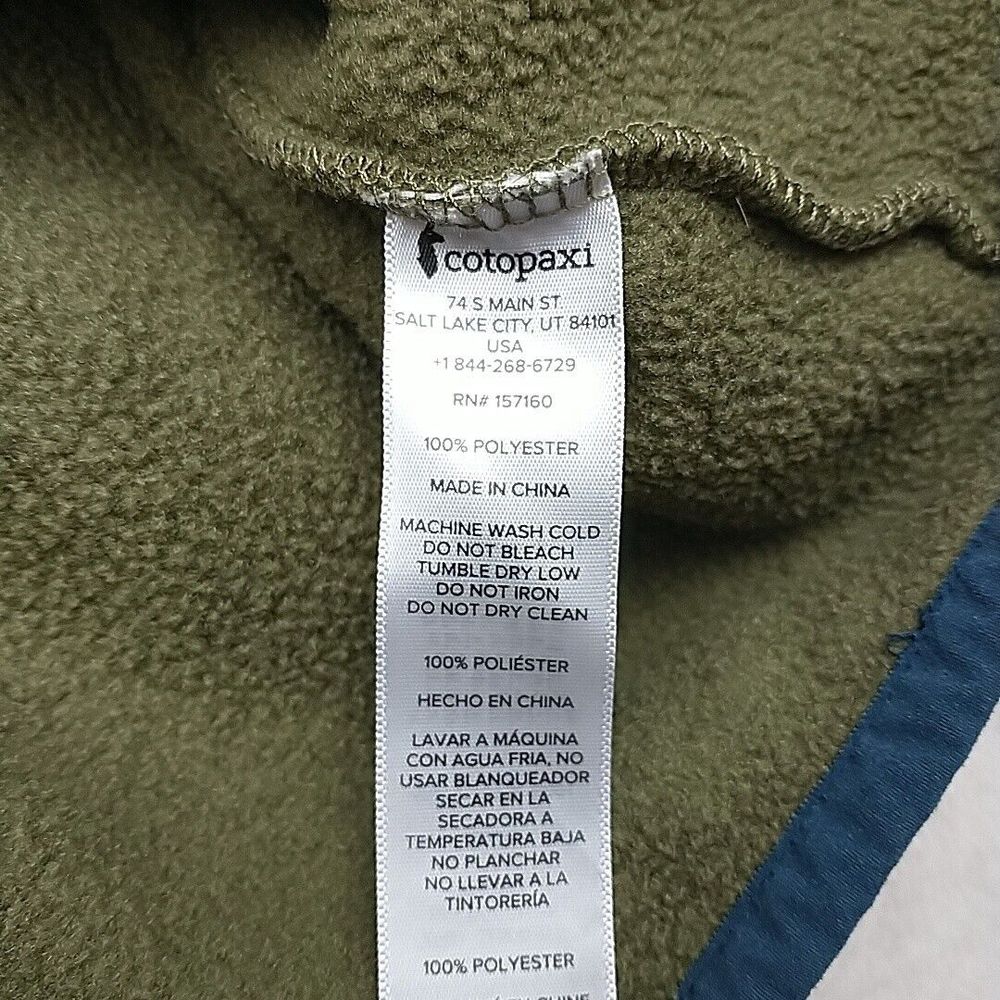 cotopaxi
74 S MAIN ST
SALT LAKE CITY, UT 84101
USA
+1 844-268-6729
RN# 157160
100% POLYESTER
MADE IN CHINA
MACHINE WASH COLD
DO NOT BLEACH
TUMBLE DRY LOW
DO NOT IRON
DO NOT DRY CLEAN
100% POLIÉSTER
HECHO EN CHINA
LAVAR A MÁQUINA
CON AGUA FRIA, NO
USAR BLANQUEADOR
SECAR EN LA
SECADORA A
TEMPERATURA BAJA
NO PLANCHAR
NO LLEVAR A LA
TINTORERÍA
100% POLYESTER